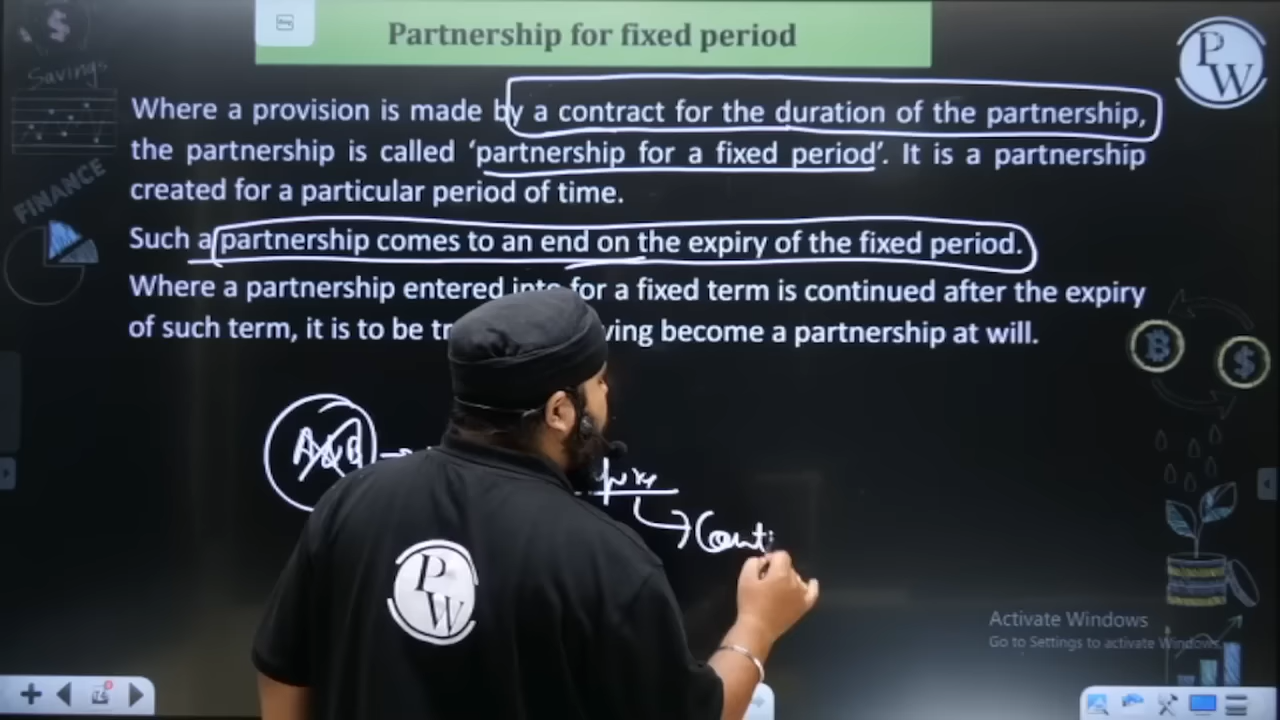 Partnership for fixed period
Savings
FINANCE
PW
Where a provision is made by a contract for the duration of the partnership,
the partnership is called ‘partnership for a fixed period’. It is a partnership
created for a particular period of time.
Such a partnership comes to an end on the expiry of the fixed period.
Where a partnership entered into for a fixed term is continued after the expiry
of such term, it is to be ving become a partnership at will.
A&B
Conti
PW
Activate Windows
Go to Settings to activate Windows.